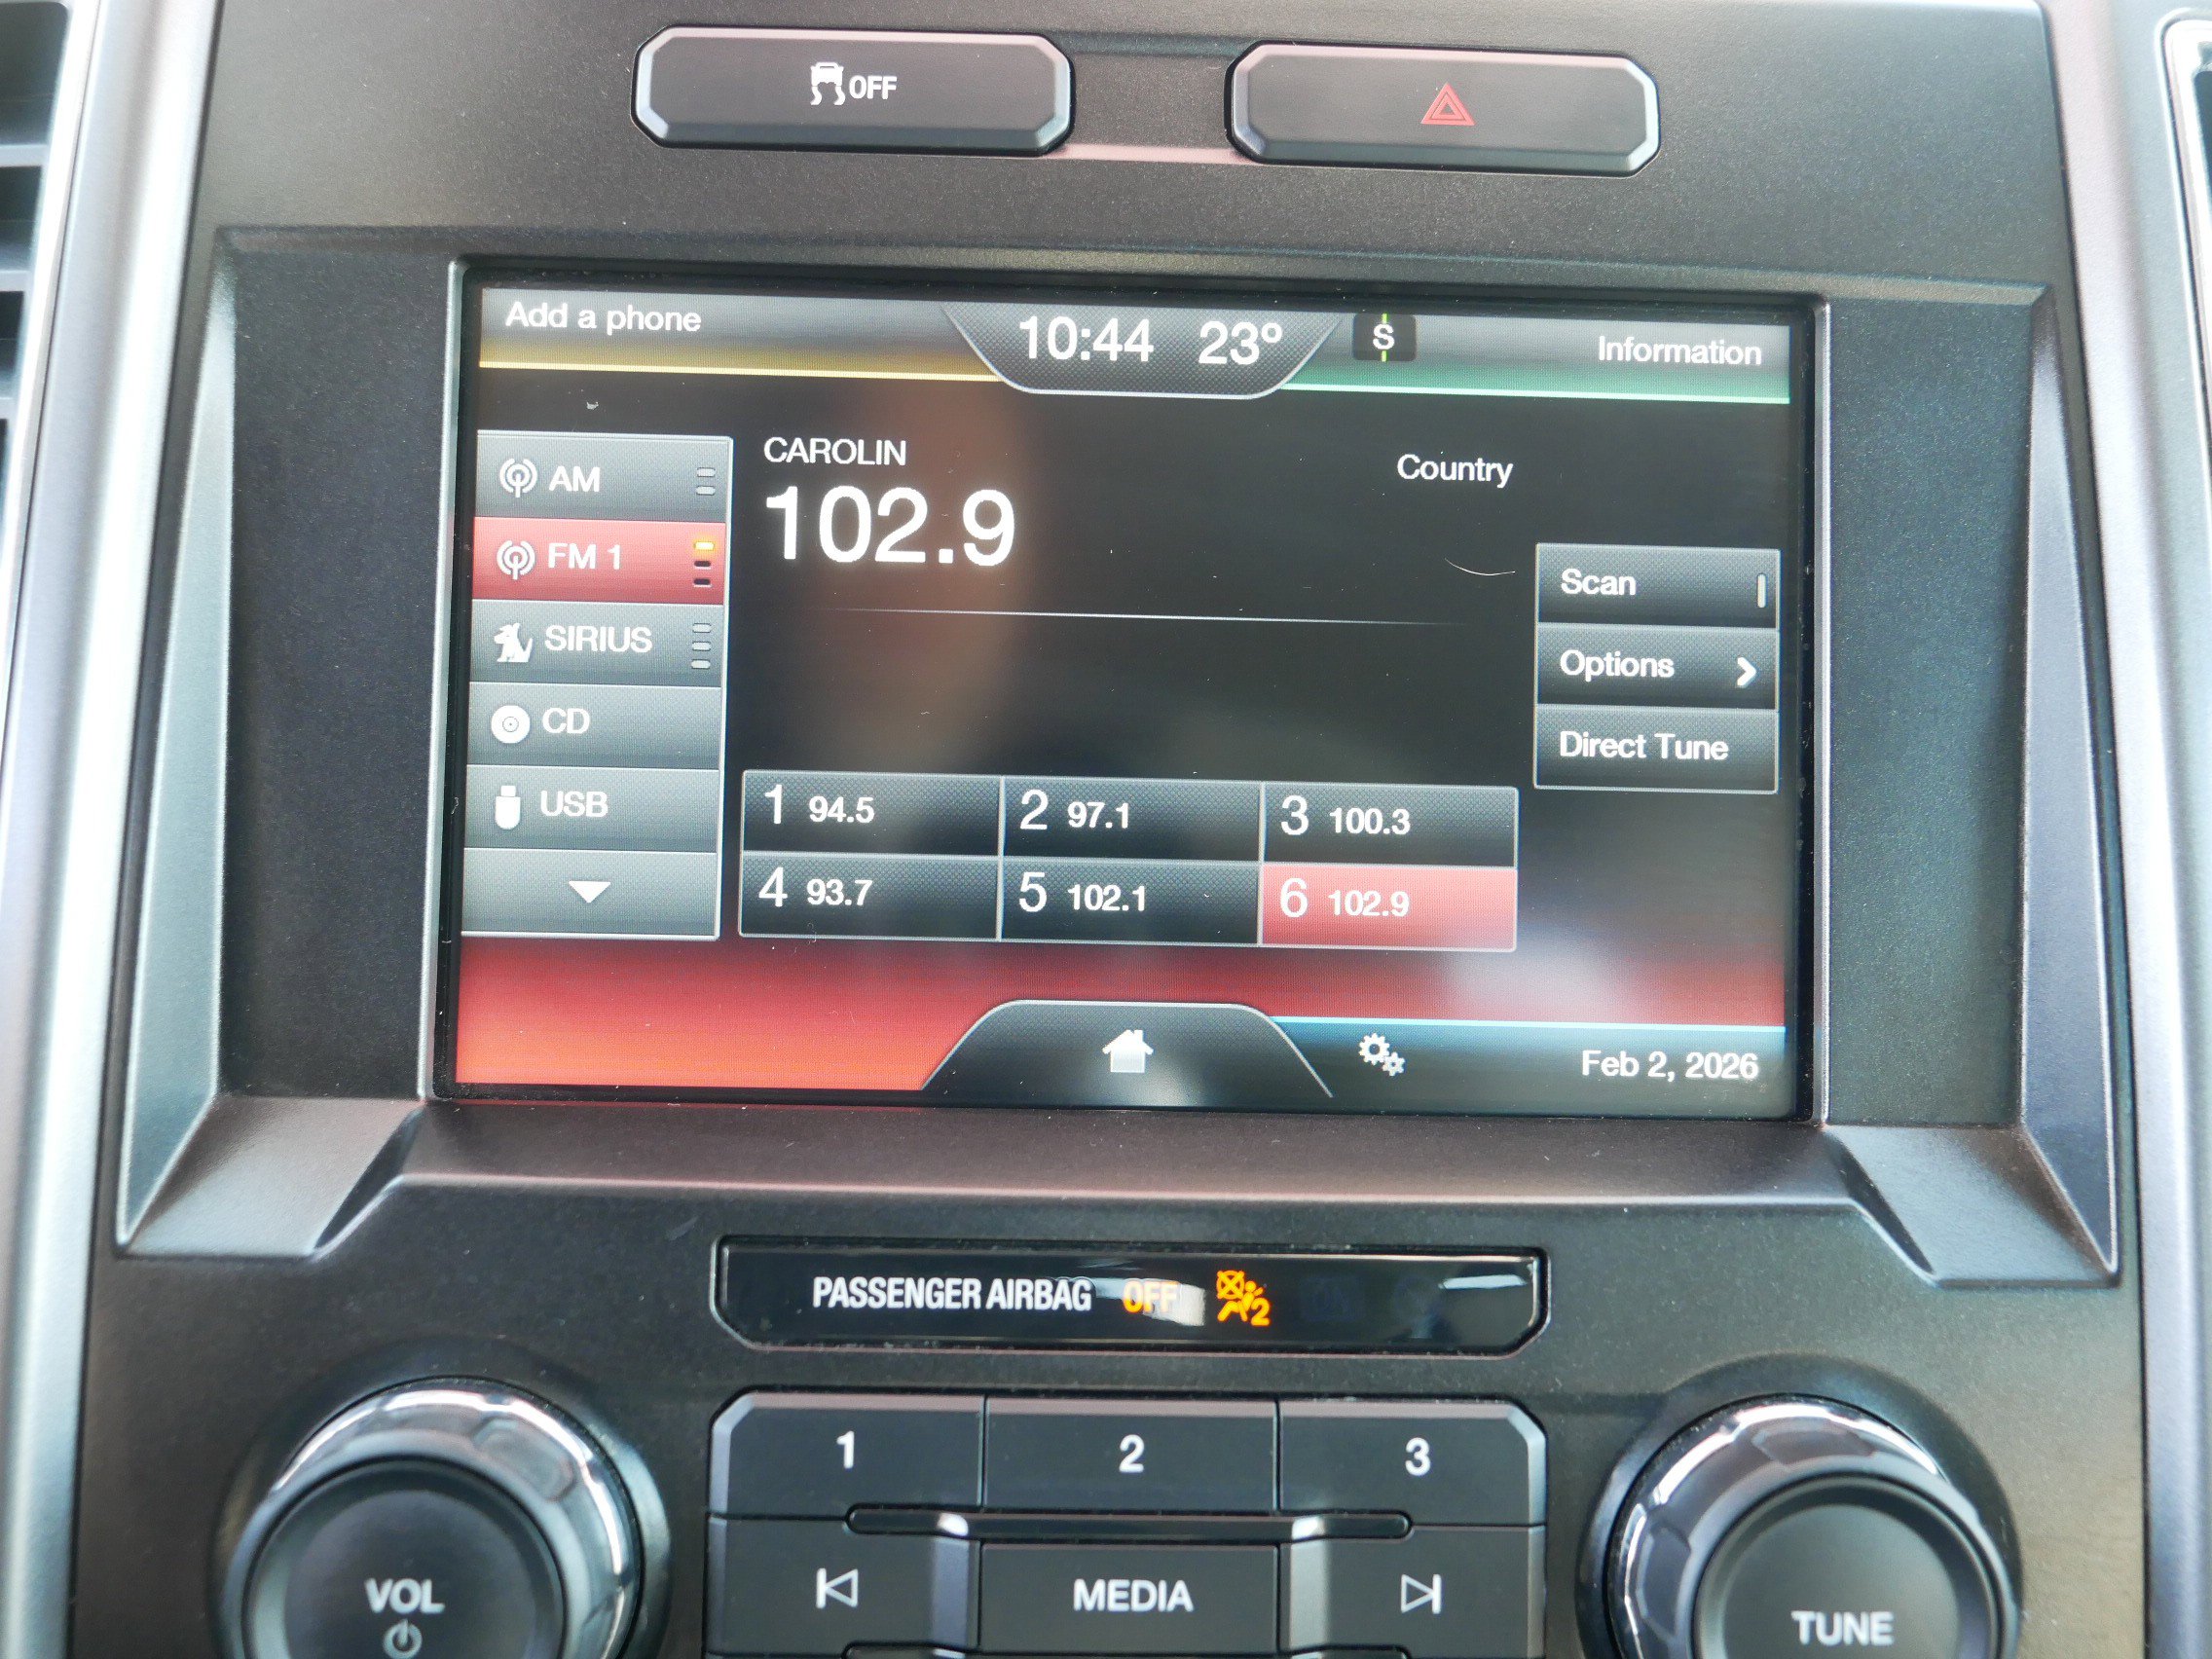 OFF
Add a phone
10:44 23°
S
Information
CAROLIN
102.9
Country
AM
FM 1
SIRIUS
CD
USB
Scan
Options
Direct Tune
1 94.5
2 97.1
3 100.3
4 93.7
5 102.1
6 102.9
Feb 2, 2026
PASSENGER AIRBAG OFF 2
1
2
3
VOL
MEDIA
TUNE